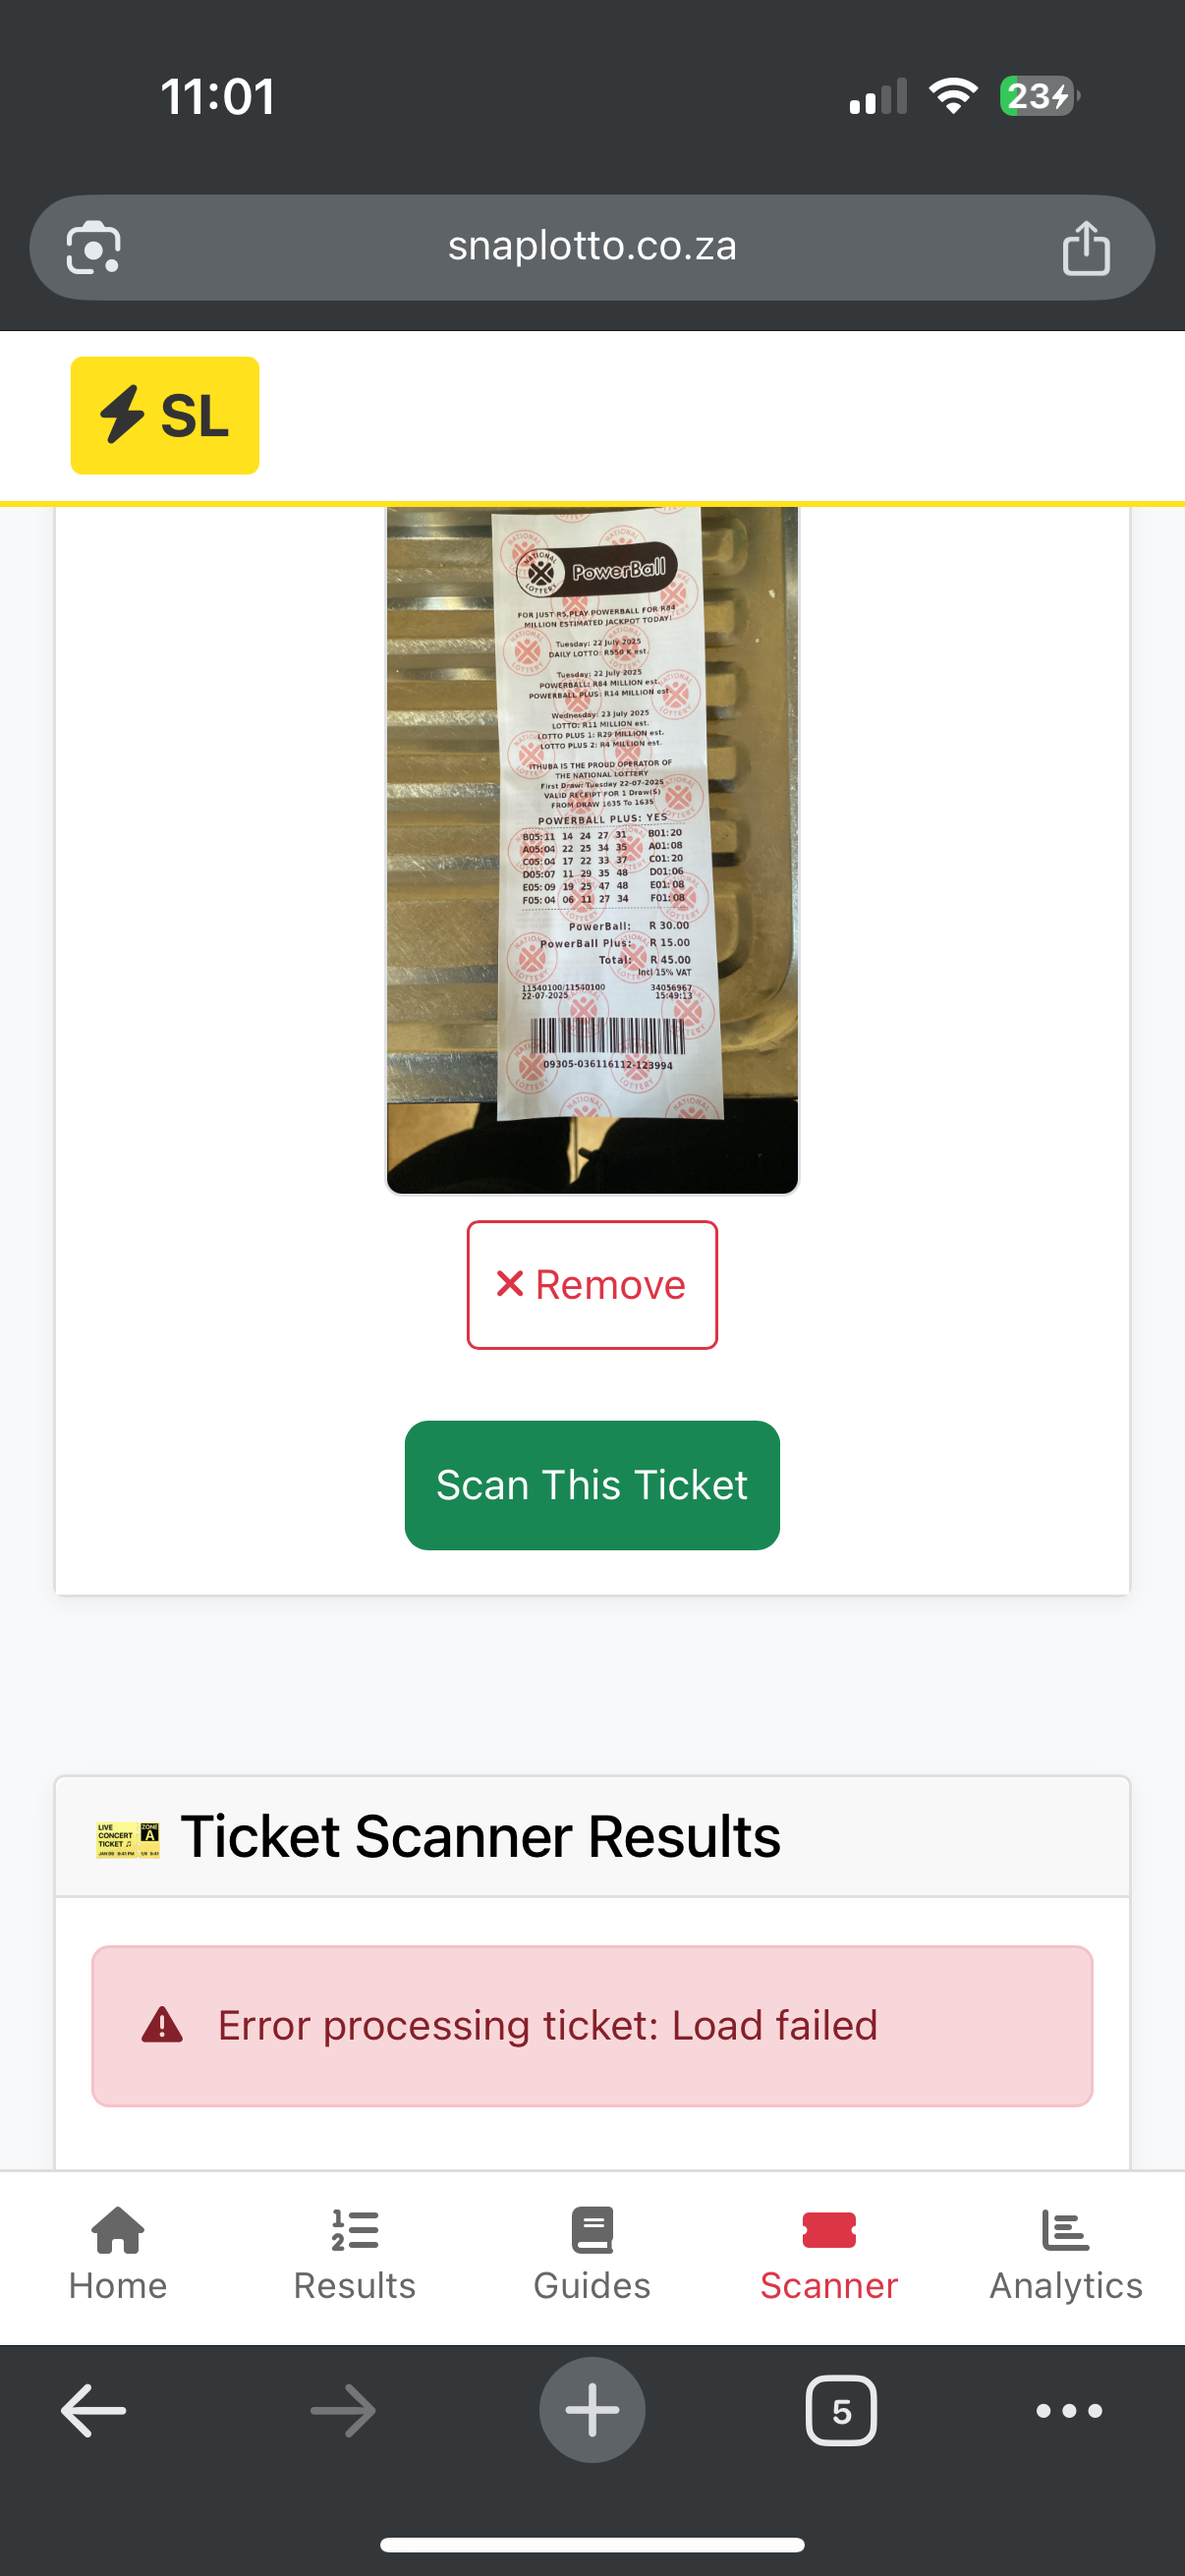 11:01
23
snaplotto.co.za
SL
NATIONAL LOTTERY PowerBall
FOR JUST R5,PLAY POWERBALL FOR R84
MILLION ESTIMATED JACKPOT TODAY!
Tuesday: 22 July 2025
DAILY LOTTO: R550 K est.
Tuesday: 22 July 2025
POWERBALL: R84 MILLION est.
POWERBALL PLUS: R14 MILLION est.
Wednesday: 23 July 2025
LOTTO: R11 MILLION est.
LOTTO PLUS 1: R29 MILLION est.
LOTTO PLUS 2: R4 MILLION est.
ITHUBA IS THE PROUD OPERATOR OF
THE NATIONAL LOTTERY
First Draw: Tuesday 22-07-2025
VALID RECEIPT FOR 1 Draw(S)
FROM DRAW 1635 To 1635
POWERBALL PLUS: YES
B05:11 14 24 27 31 B01:20
A05:04 22 25 34 35 A01:08
C05:04 17 22 33 37 C01:20
D05:07 11 29 35 48 D01:06
E05:09 19 25 47 48 E01:08
F05:04 06 11 27 34 F01:08
PowerBall: R 30.00
PowerBall Plus: R 15.00
Total: R 45.00
Incl 15% VAT
11540100/11540100 34056967
22-07-2025 15:49:13
09305-036116112-123994
Remove
Scan This Ticket
LIVE CONCERT TICKET ZONE A
Ticket Scanner Results
Error processing ticket: Load failed
Home Results Guides Scanner Analytics
5